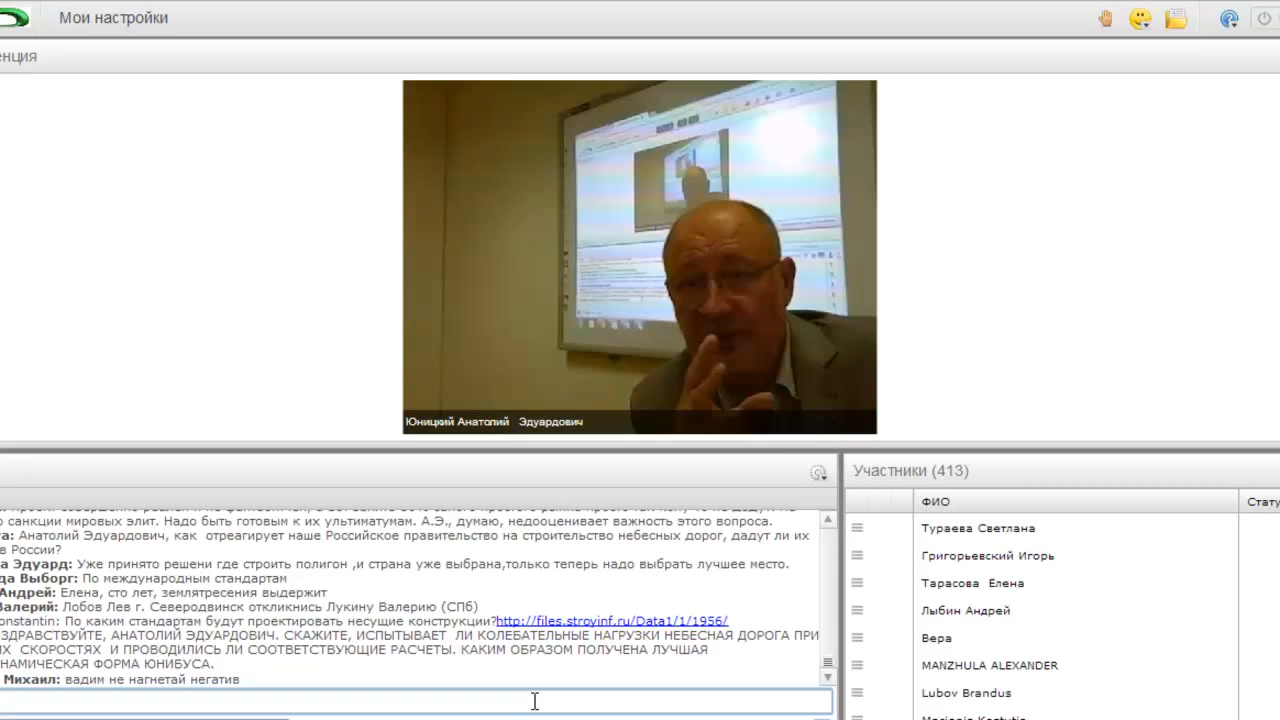 Мои настройки
енция
Юницкий Анатолий Эдуардович
Участники (413)
ФИО
Стату
о санкции мировых элит. Надо быть готовым к их ультиматумам. А.Э., думаю, недооценивает важность этого вопроса.
а: Анатолий Эдуардович, как отреагирует наше Российское правительство на строительство небесных дорог, дадут ли их
в России?
а Эдуард: Уже принято решени где строить полигон ,и страна уже выбрана,только теперь надо выбрать лучшее место.
да Выборг: По международным стандартам
Андрей: Елена, сто лет, землятресения выдержит
Валерий: Лобов Лев г. Северодвинск откликнись Лукину Валерию (СПб)
onstantin: По каким стандартам будут проектировать несущие конструкции?http://files.stroyinf.ru/Data1/1/1956/
ЗДРАВСТВУЙТЕ, АНАТОЛИЙ ЭДУАРДОВИЧ. СКАЖИТЕ, ИСПЫТЫВАЕТ ЛИ КОЛЕБАТЕЛЬНЫЕ НАГРУЗКИ НЕБЕСНАЯ ДОРОГА ПРИ
ИХ СКОРОСТЯХ И ПРОВОДИЛИСЬ ЛИ СООТВЕТСТВУЮЩИЕ РАСЧЕТЫ. КАКИМ ОБРАЗОМ ПОЛУЧЕНА ЛУЧШАЯ
НАМИЧЕСКАЯ ФОРМА ЮНИБУСА.
Михаил: вадим не нагнетай негатив
Тураева Светлана
Григорьевский Игорь
Тарасова Елена
Лыбин Андрей
Вера
MANZHULA ALEXANDER
Lubov Brandus